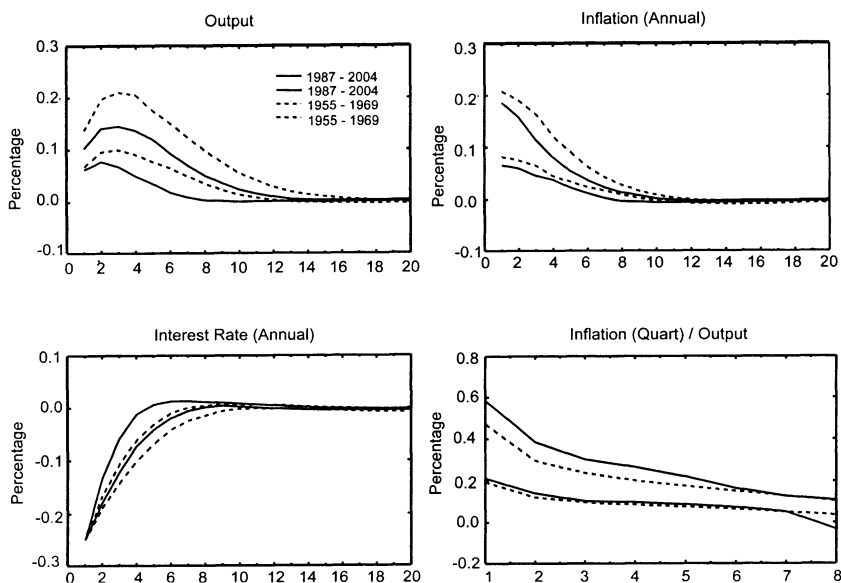 Output
Percentage
0.3
0.2
0.1
0.0
-0.1
0 2 4 6 8 10 12 14 16 18 20
1987 - 2004
1987 - 2004
1955 - 1969
1955 - 1969
Inflation (Annual)
Percentage
0.3
0.2
0.1
0.0
-0.1
0 2 4 6 8 10 12 14 16 18 20
Interest Rate (Annual)
Percentage
0.1
0.0
-0.1
-0.2
-0.3
0 2 4 6 8 10 12 14 16 18 20
Inflation (Quart) / Output
Percentage
0.8
0.6
0.4
0.2
0.0
-0.2
1 2 3 4 5 6 7 8